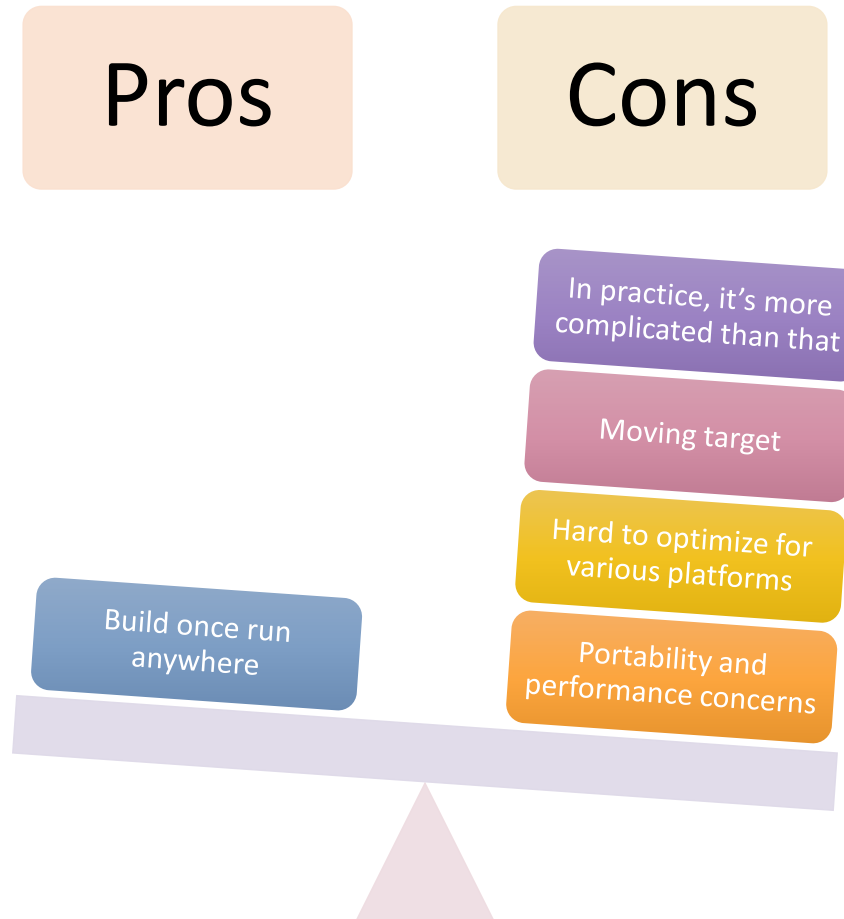 Pros
Cons
In practice, it’s more
complicated than that
Moving target
Hard to optimize for
various platforms
Build once run
anywhere
Portability and
performance concerns